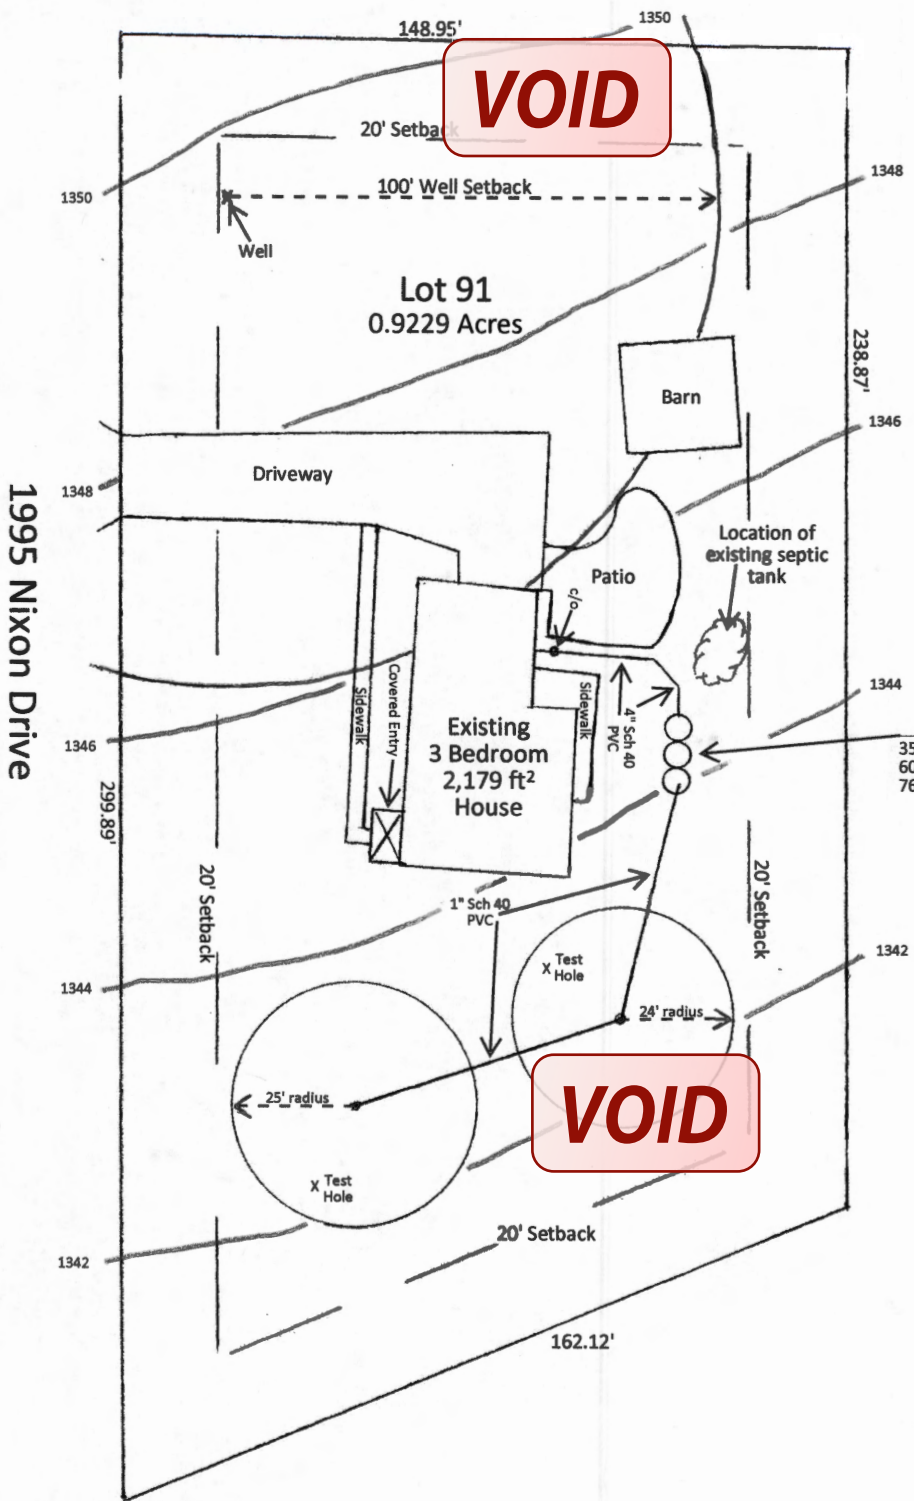 148.95'
1350
VOID
20' Setback
1350
100' Well Setback
1348
Well
Lot 91
0.9229 Acres
238.87'
Barn
1346
Driveway
1348
1995 Nixon Drive
Location of
existing septic
tank
Patio
c/o
1344
Sidewalk
Covered Entry
Sidewalk
4" Sch 40
PVC
Existing
3 Bedroom
2,179 ft²
House
1346
35
60
76
299.89'
20' Setback
20' Setback
1" Sch 40
PVC
1342
X Test
Hole
1344
24' radius
25' radius
VOID
X Test
Hole
20' Setback
1342
162.12'